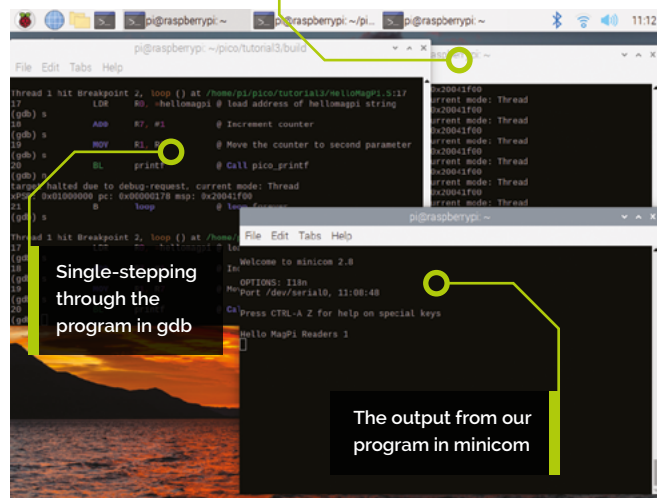 pi@raspberrypi: ~
pi@raspberrypi: ~/pi...
pi@raspberrypi: ~
11:12
pi@raspberrypi: ~/pico/tutorial3/build
File Edit Tabs Help
Thread 1 hit Breakpoint 2, loop () at /home/pi/pico/tutorial3/HelloMagPi.S:17
17 LDR R0, =hellomagpi @ load address of hellomagpi string
(gdb) s
18 ADD R7, #1 @ Increment counter
(gdb) s
19 MOV R1, @ Move the counter to second parameter
(gdb) s
20 BL printf @ Call pico_printf
(gdb) n
target halted due to debug-request, current mode: Thread
xPSR: 0x01000000 pc: 0x00000178 msp: 0x20041f00
21 B loop @ loop forever
(gdb) s
Thread 1 hit Breakpoint 2, loop () at /home/
17
18
19
20
0x20041f00
urrent mode: Thread
0x20041f00
urrent mode: Thread
0x20041f00
urrent mode: Thread
0x20041f00
urrent mode: Thread
0x20041f00
urrent mode: Thread
0x20041f00
urrent mode: Thread
pi@raspberrypi: ~
File Edit Tabs Help
Welcome to minicom 2.8
OPTIONS: I18n
Port /dev/serial0, 11:08:48
Press CTRL-A Z for help on special keys
Hello MagPi Readers 1
Single-stepping
through the
program in gdb
The output from our
program in minicom